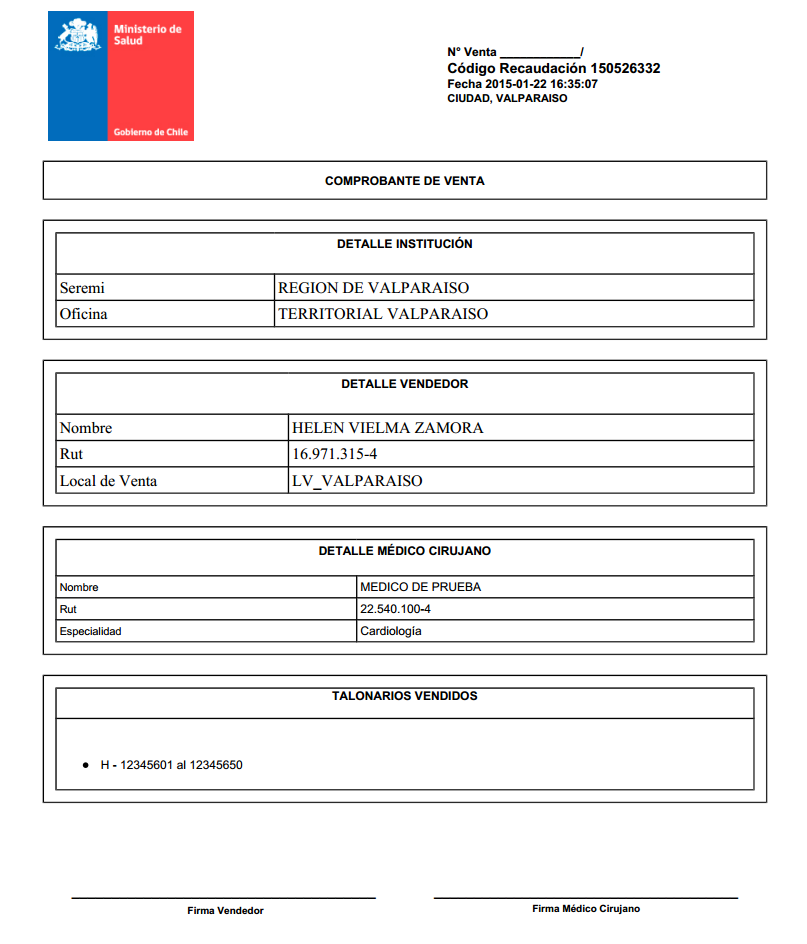 Ministerio de
Salud
Gobierno de Chile
N° Venta ____________/
Código Recaudación 150526332
Fecha 2015-01-22 16:35:07
CIUDAD, VALPARAISO
COMPROBANTE DE VENTA
DETALLE INSTITUCIÓN
Seremi REGION DE VALPARAISO
Oficina TERRITORIAL VALPARAISO
DETALLE VENDEDOR
Nombre HELEN VIELMA ZAMORA
Rut 16.971.315-4
Local de Venta LV_VALPARAISO
DETALLE MÉDICO CIRUJANO
Nombre MEDICO DE PRUEBA
Rut 22.540.100-4
Especialidad Cardiología
TALONARIOS VENDIDOS
● H - 12345601 al 12345650
Firma Vendedor Firma Médico Cirujano